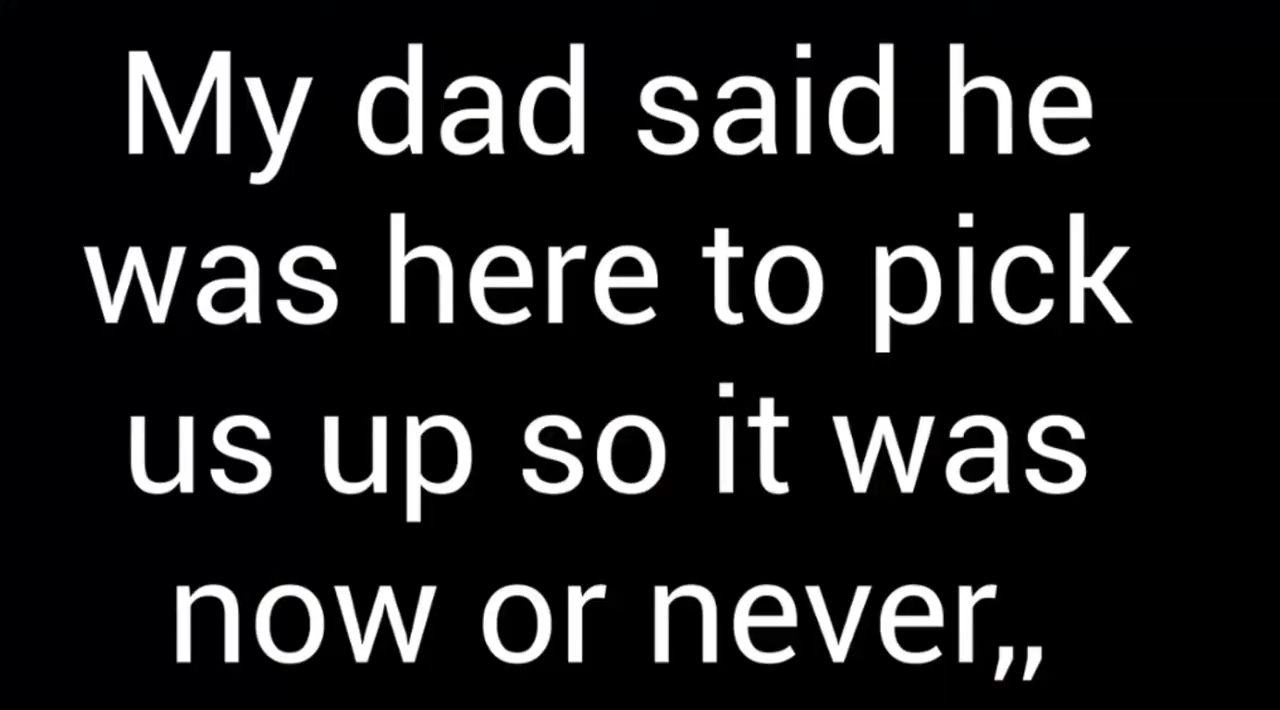 My dad said he
was here to pick
us up so it was
now or never,,